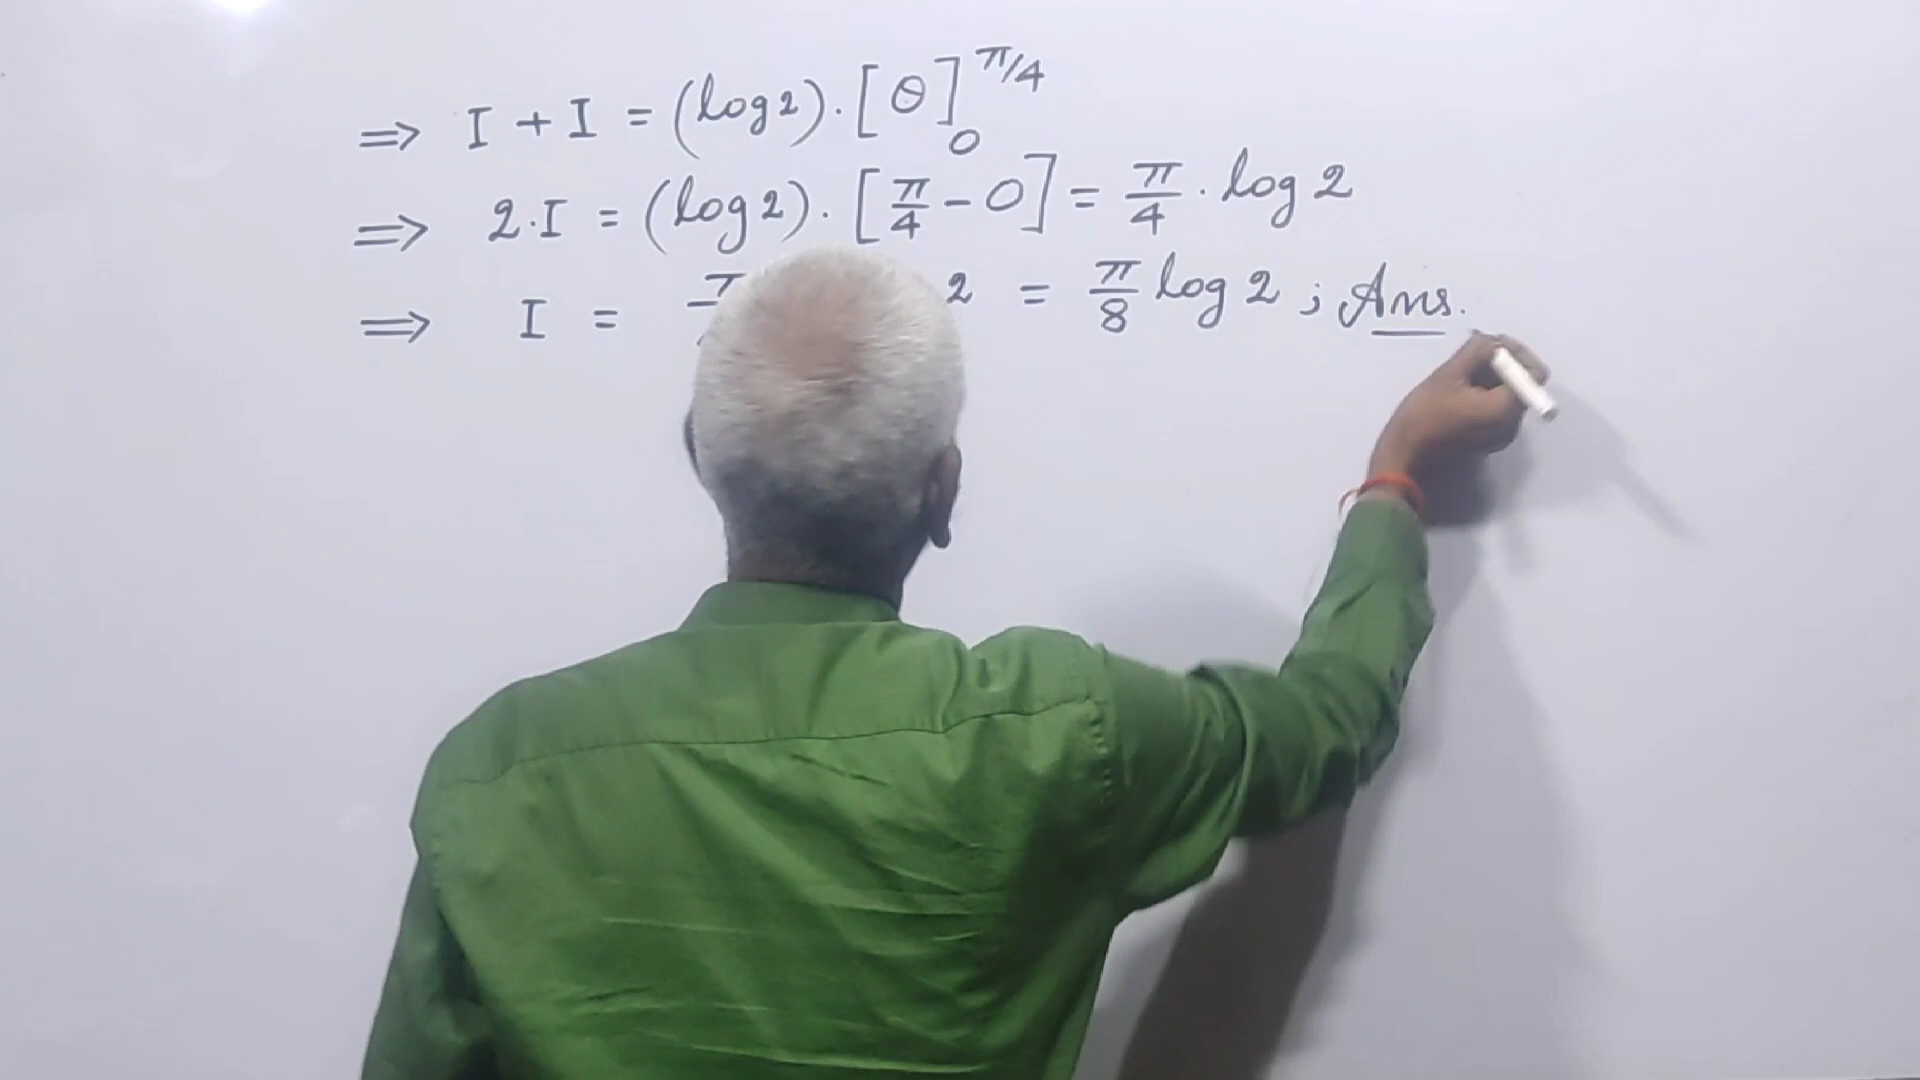 ⇒ I + I = (log 2) · [θ]₀^π/4
⇒ 2·I = (log 2) · [π/4 − 0] = π/4 · log 2
⇒ I = 2 = π/8 log 2 ; Ans.